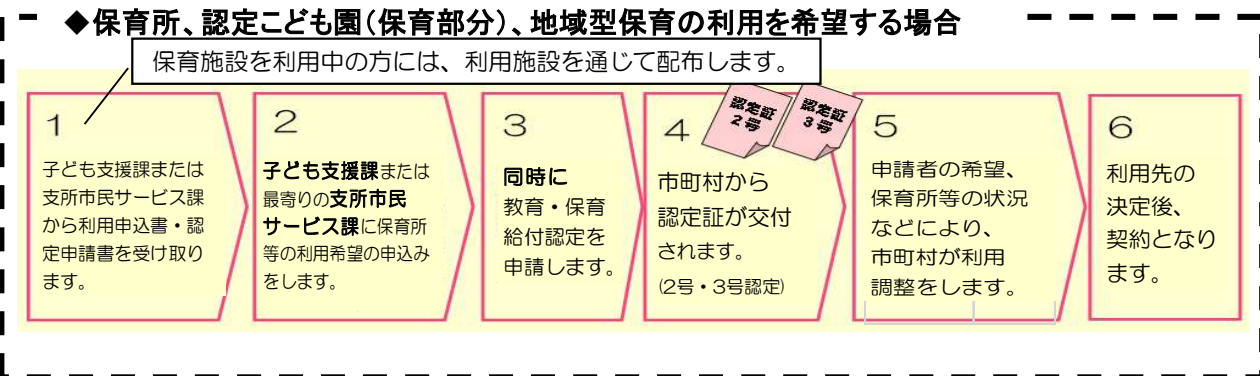 ◆保育所、認定こども園（保育部分）、地域型保育の利用を希望する場合
保育施設を利用中の方には、利用施設を通じて配布します。
1
子ども支援課または
支所市民サービス課
から利用申込書・認
定申請書を受け取り
ます。
2
子ども支援課または
最寄りの支所市民
サービス課に保育所
等の利用希望の申込み
をします。
3
同時に
教育・保育
給付認定を
申請します。
4
認定証
2号
認定証
3号
市町村から
認定証が交付
されます。
(2号・3号認定)
5
申請者の希望、
保育所等の状況
などにより、
市町村が利用
調整をします。
6
利用先の
決定後、
契約となり
ます。